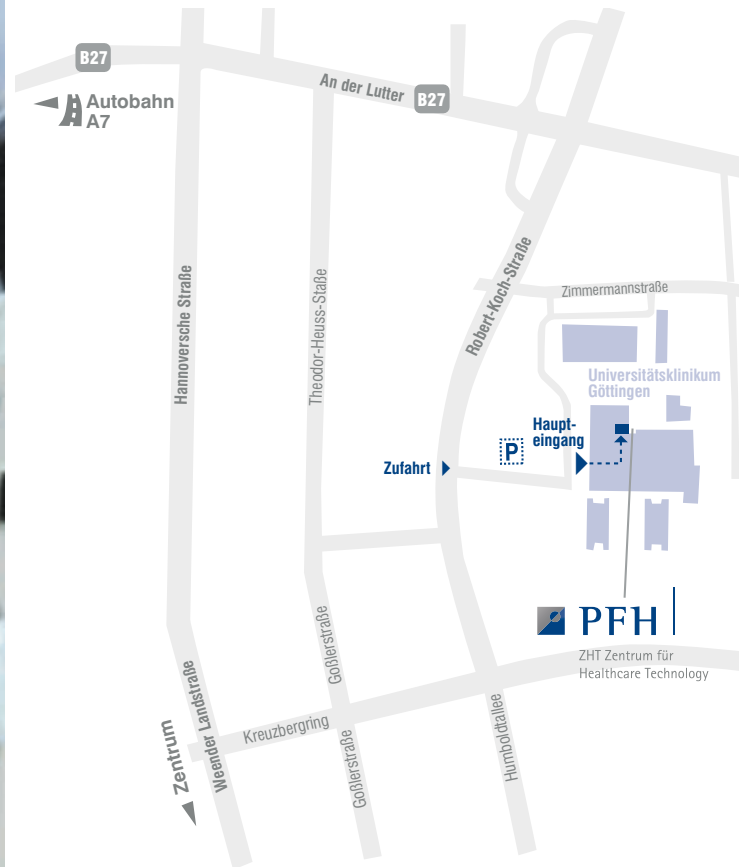 B27
An der Lutter
B27
Autobahn
A7
Hannoversche Straße
Theodor-Heuss-Staße
Robert-Koch-Straße
Zimmermannstraße
Universitätsklinikum
Göttingen
Haupt-
eingang
P
Zufahrt
PFH
ZHT Zentrum für
Healthcare Technology
Goßlerstraße
Weender Landstraße
Zentrum
Kreuzbergring
Goßlerstraße
Humboldtallee